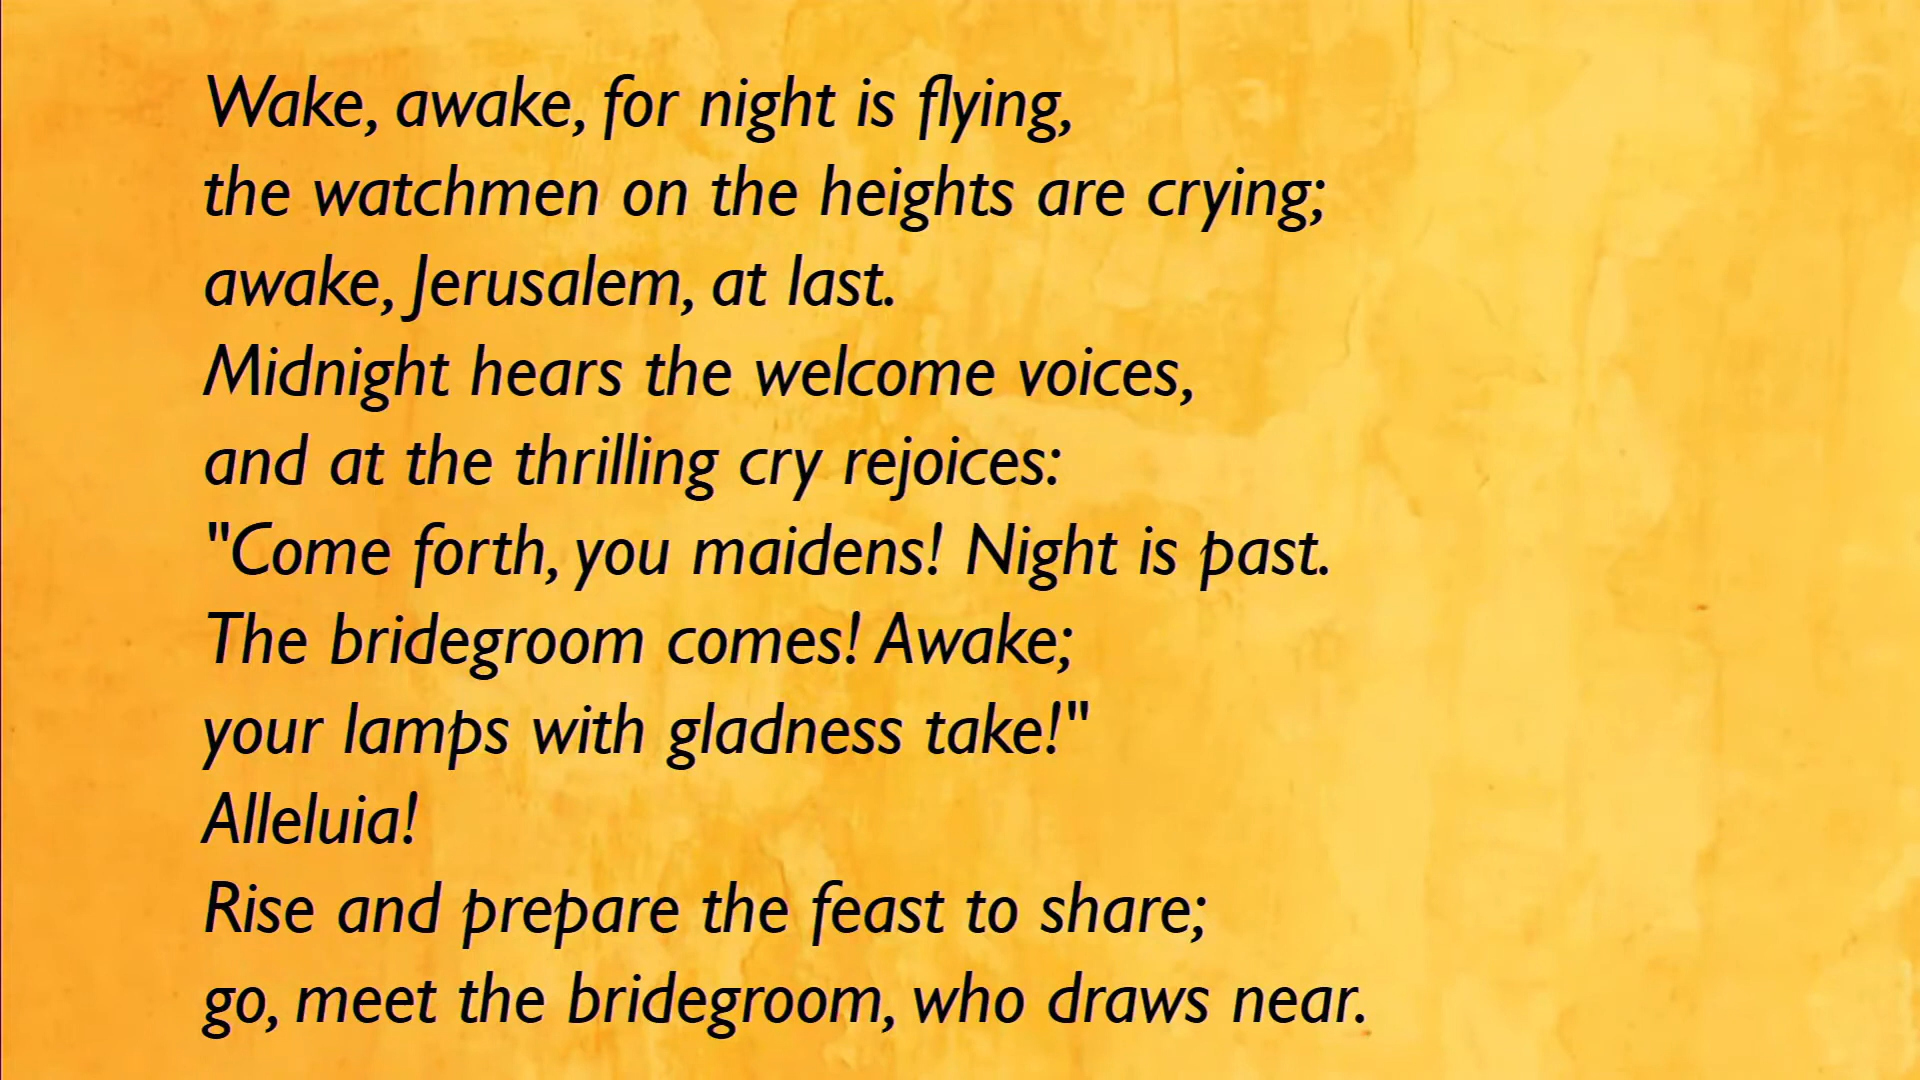 Wake, awake, for night is flying,
the watchmen on the heights are crying;
awake, Jerusalem, at last.
Midnight hears the welcome voices,
and at the thrilling cry rejoices:
"Come forth, you maidens! Night is past.
The bridegroom comes! Awake;
your lamps with gladness take!"
Alleluia!
Rise and prepare the feast to share;
go, meet the bridegroom, who draws near.